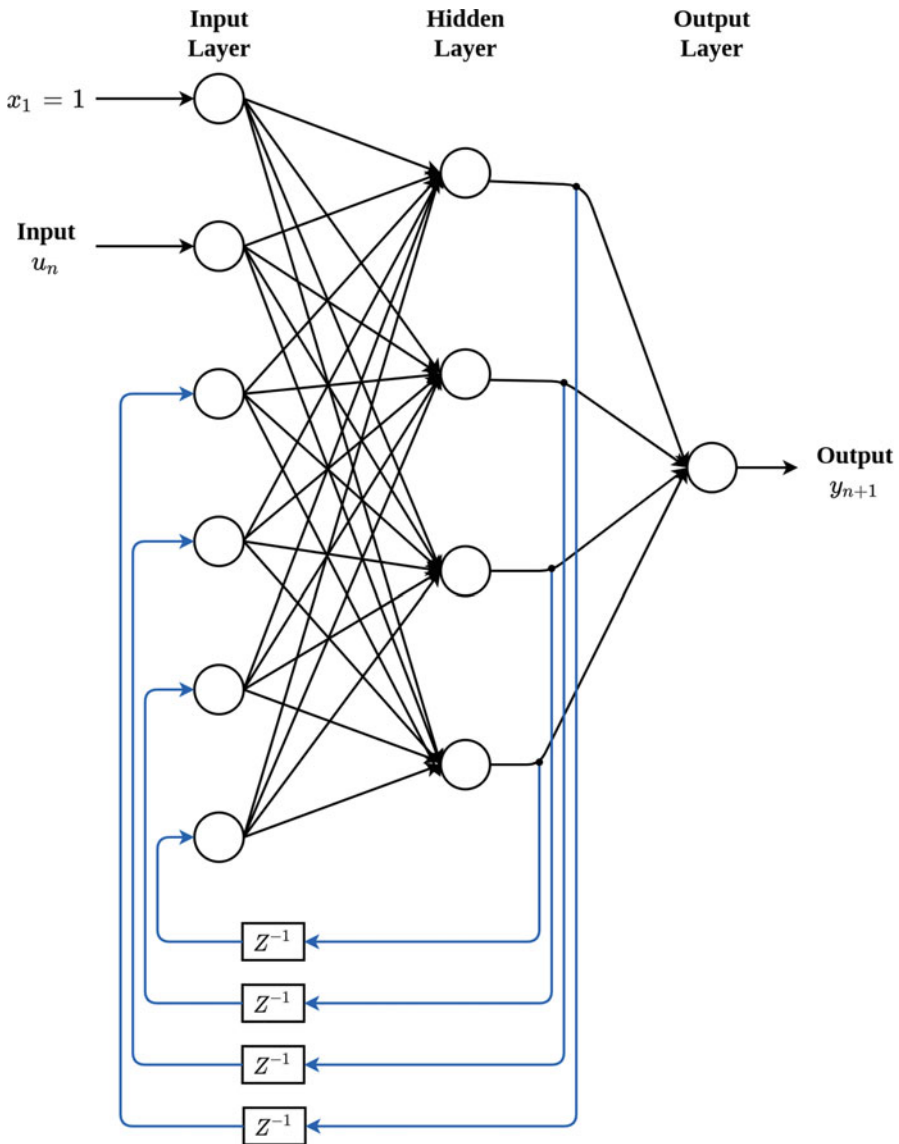 Input
Layer
Hidden
Layer
Output
Layer
x₁ = 1
Input
uₙ
Output
yₙ₊₁
Z⁻¹
Z⁻¹
Z⁻¹
Z⁻¹